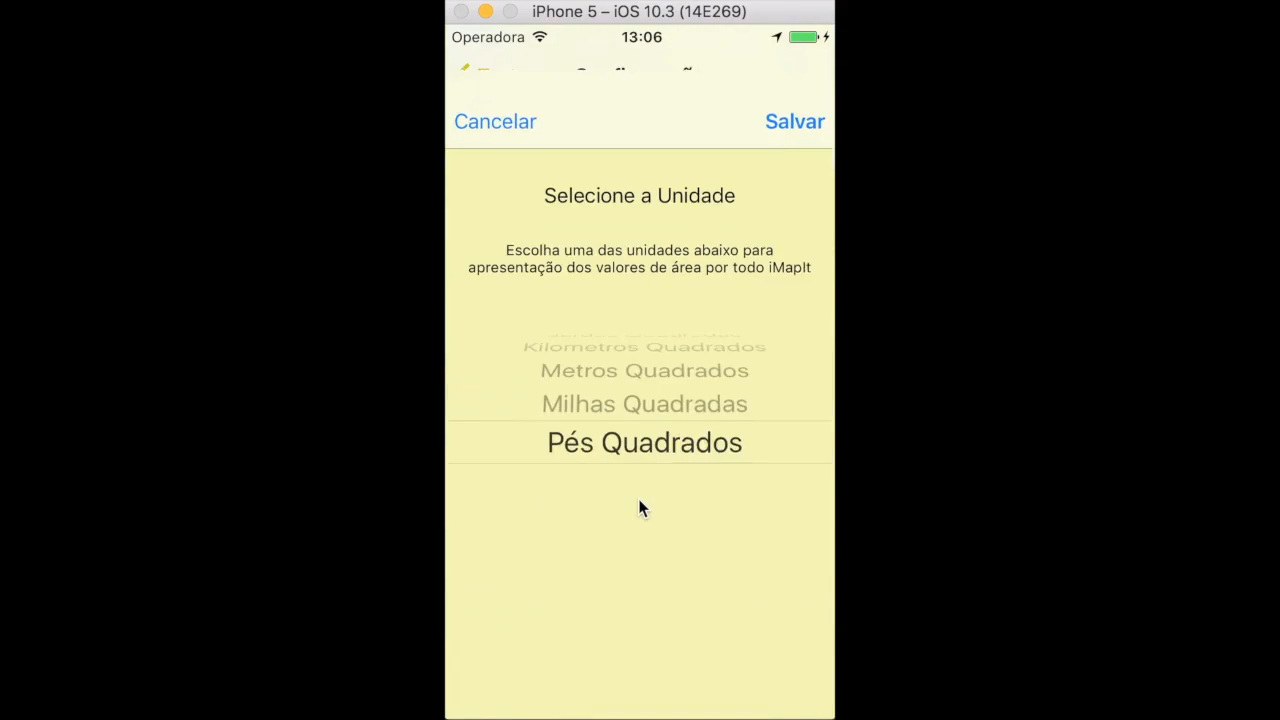 iPhone 5 – iOS 10.3 (14E269)
Operadora 13:06
Cancelar Salvar
Selecione a Unidade
Escolha uma das unidades abaixo para
apresentação dos valores de área por todo iMapIt
Kilometros Quadrados
Metros Quadrados
Milhas Quadradas
Pés Quadrados